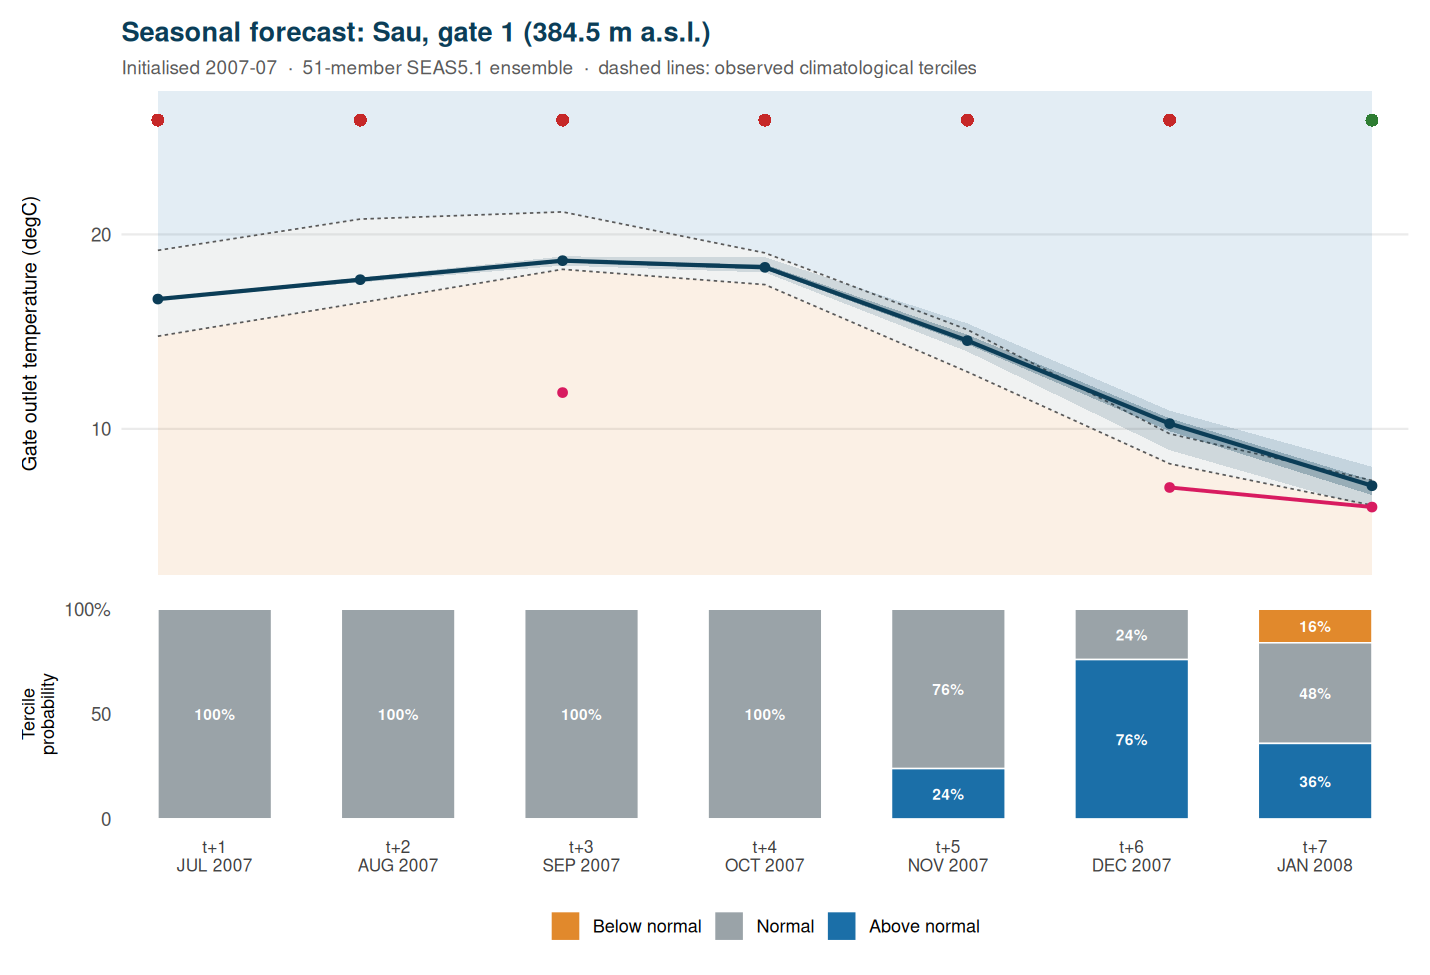 Seasonal forecast: Sau, gate 1 (384.5 m a.s.l.)
Initialised 2007-07 · 51-member SEAS5.1 ensemble · dashed lines: observed climatological terciles
Gate outlet temperature (degC)
20
10
Tercile
probability
100%
50
0
100%
100%
100%
100%
76%
24%
24%
76%
16%
48%
36%
t+1
JUL 2007
t+2
AUG 2007
t+3
SEP 2007
t+4
OCT 2007
t+5
NOV 2007
t+6
DEC 2007
t+7
JAN 2008
Below normal
Normal
Above normal